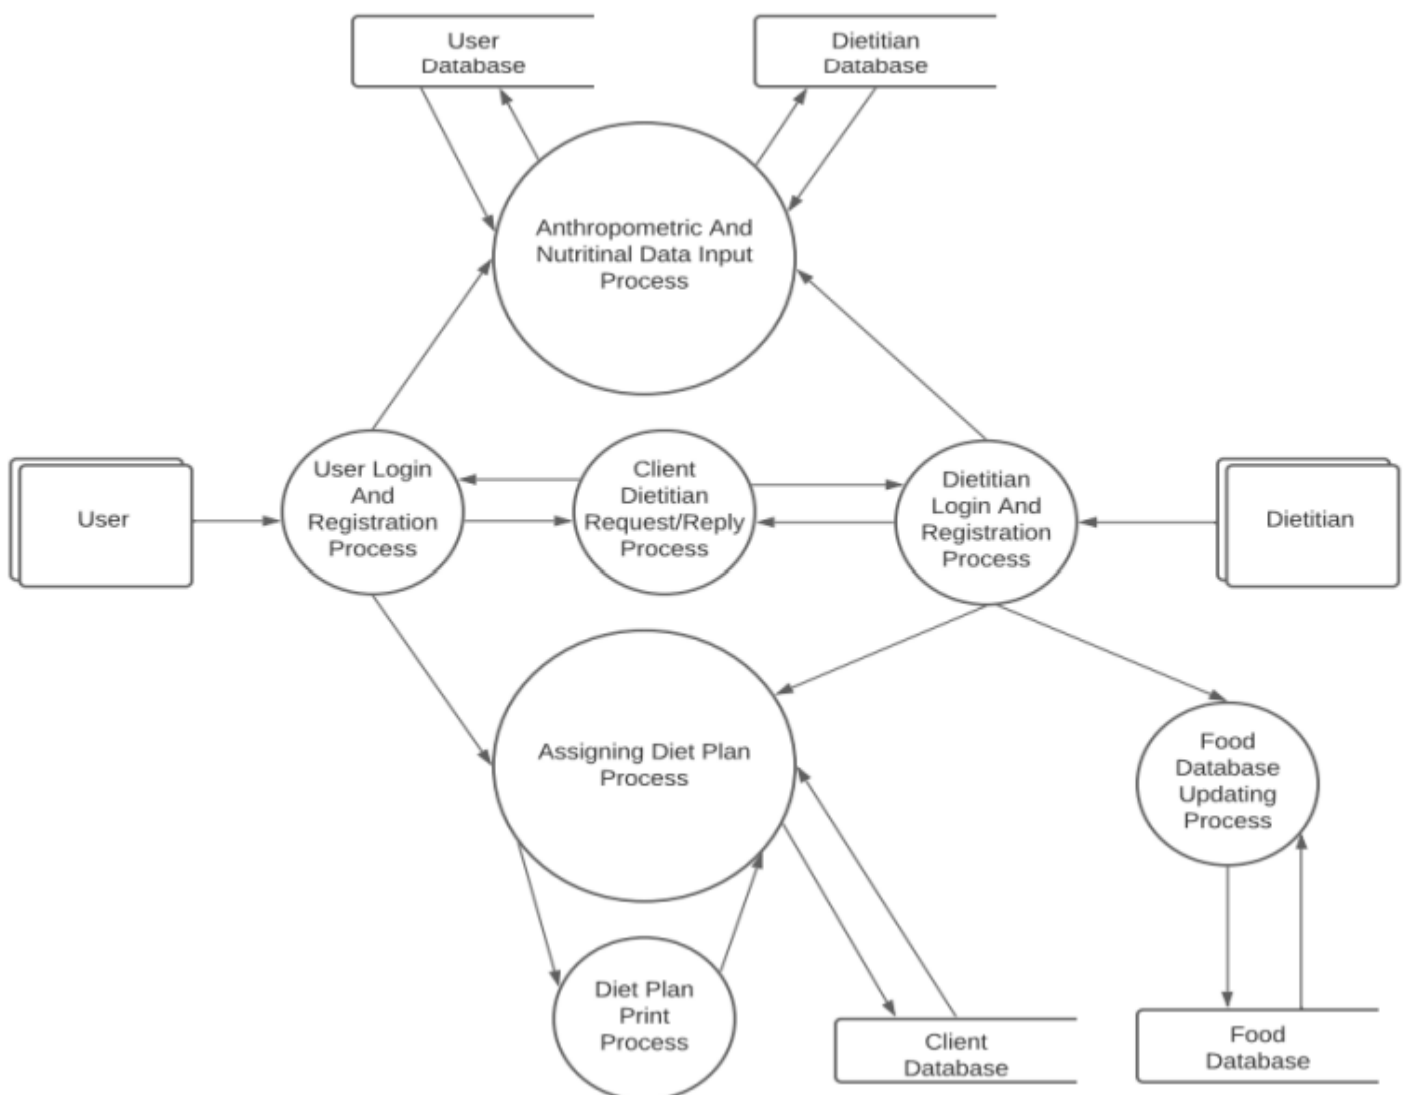 User
Database
Dietitian
Database
Anthropometric And
Nutritinal Data Input
Process
User
User Login
And
Registration
Process
Client
Dietitian
Request/Reply
Process
Dietitian
Login And
Registration
Process
Dietitian
Assigning Diet Plan
Process
Food
Database
Updating
Process
Diet Plan
Print
Process
Client
Database
Food
Database